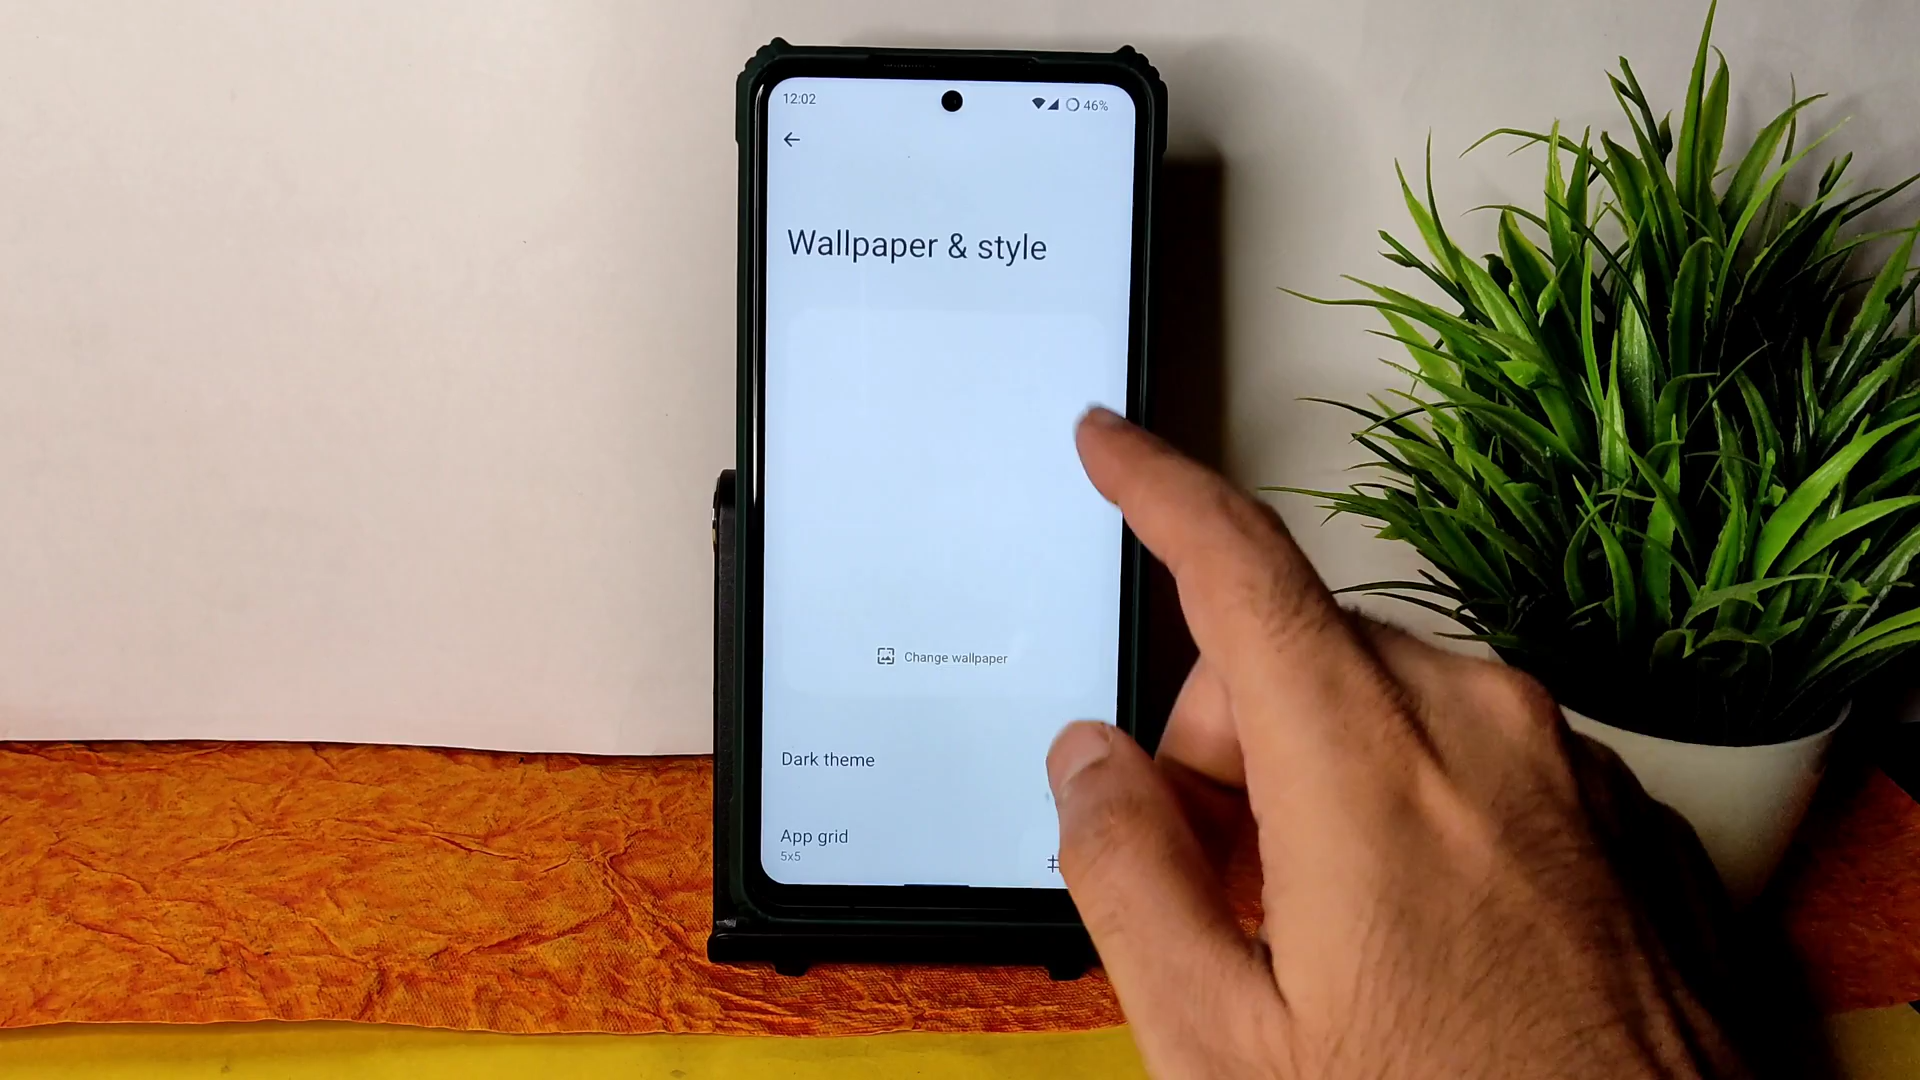 12:02
46%
Wallpaper & style
Change wallpaper
Dark theme
App grid
5x5